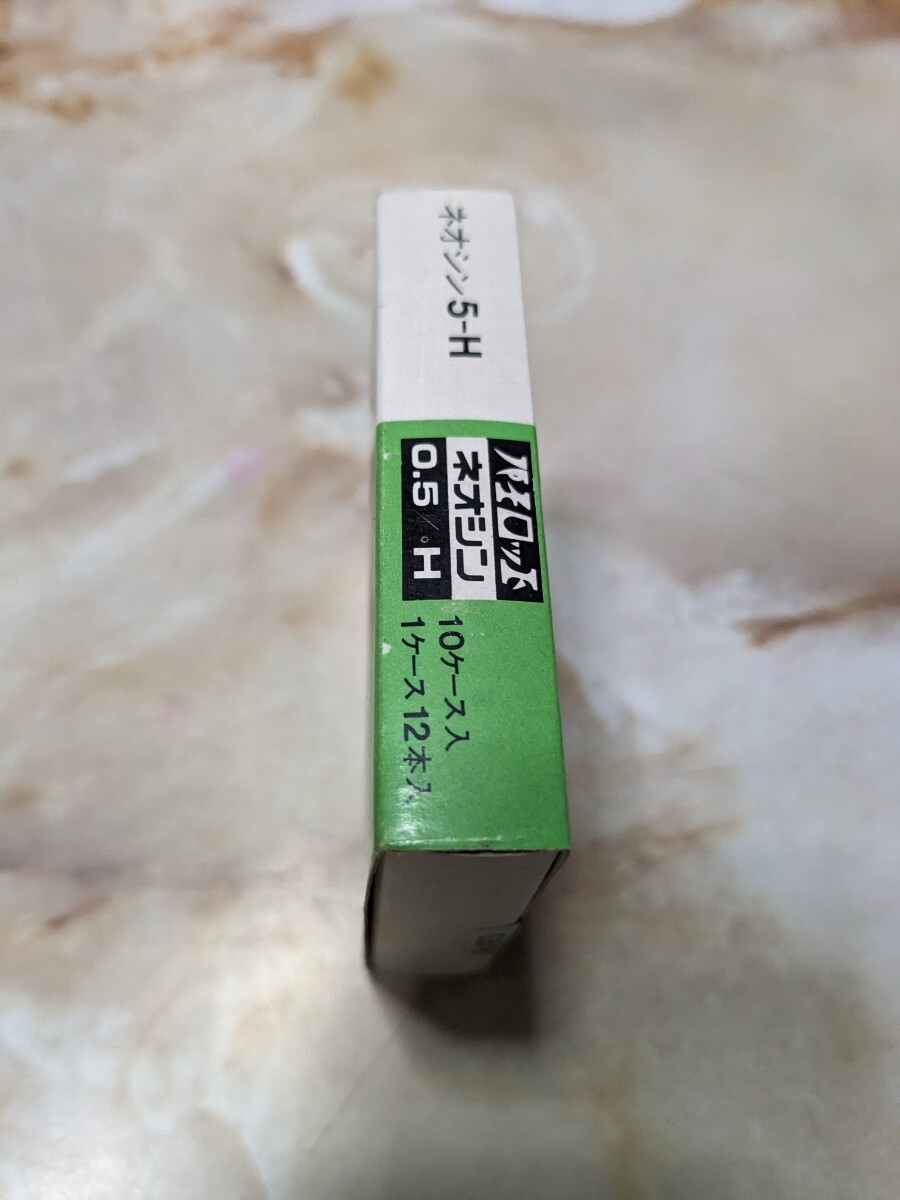 ネオシン5-H
パイロット
ネオシン
0.5/°H
10ケース入
1ケース12本入